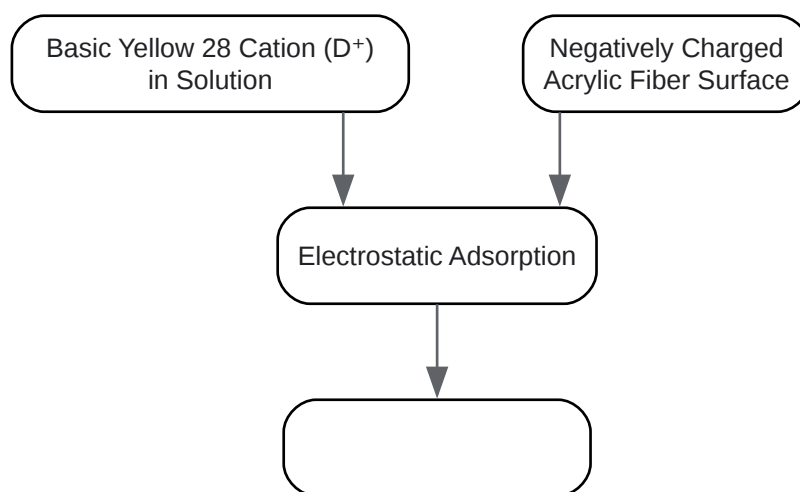 Basic Yellow 28 Cation (D⁺)
in Solution
Negatively Charged
Acrylic Fiber Surface
Electrostatic Adsorption